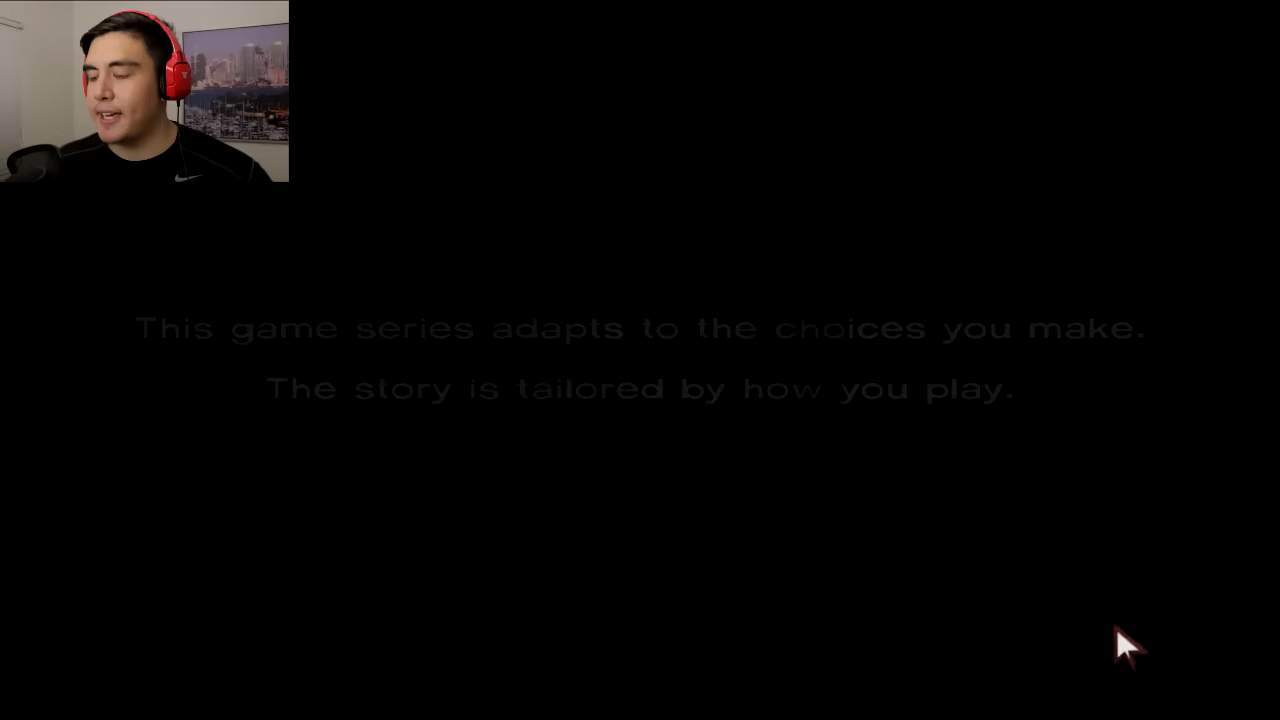 This game series adapts to the choices you make.
The story is tailored by how you play.